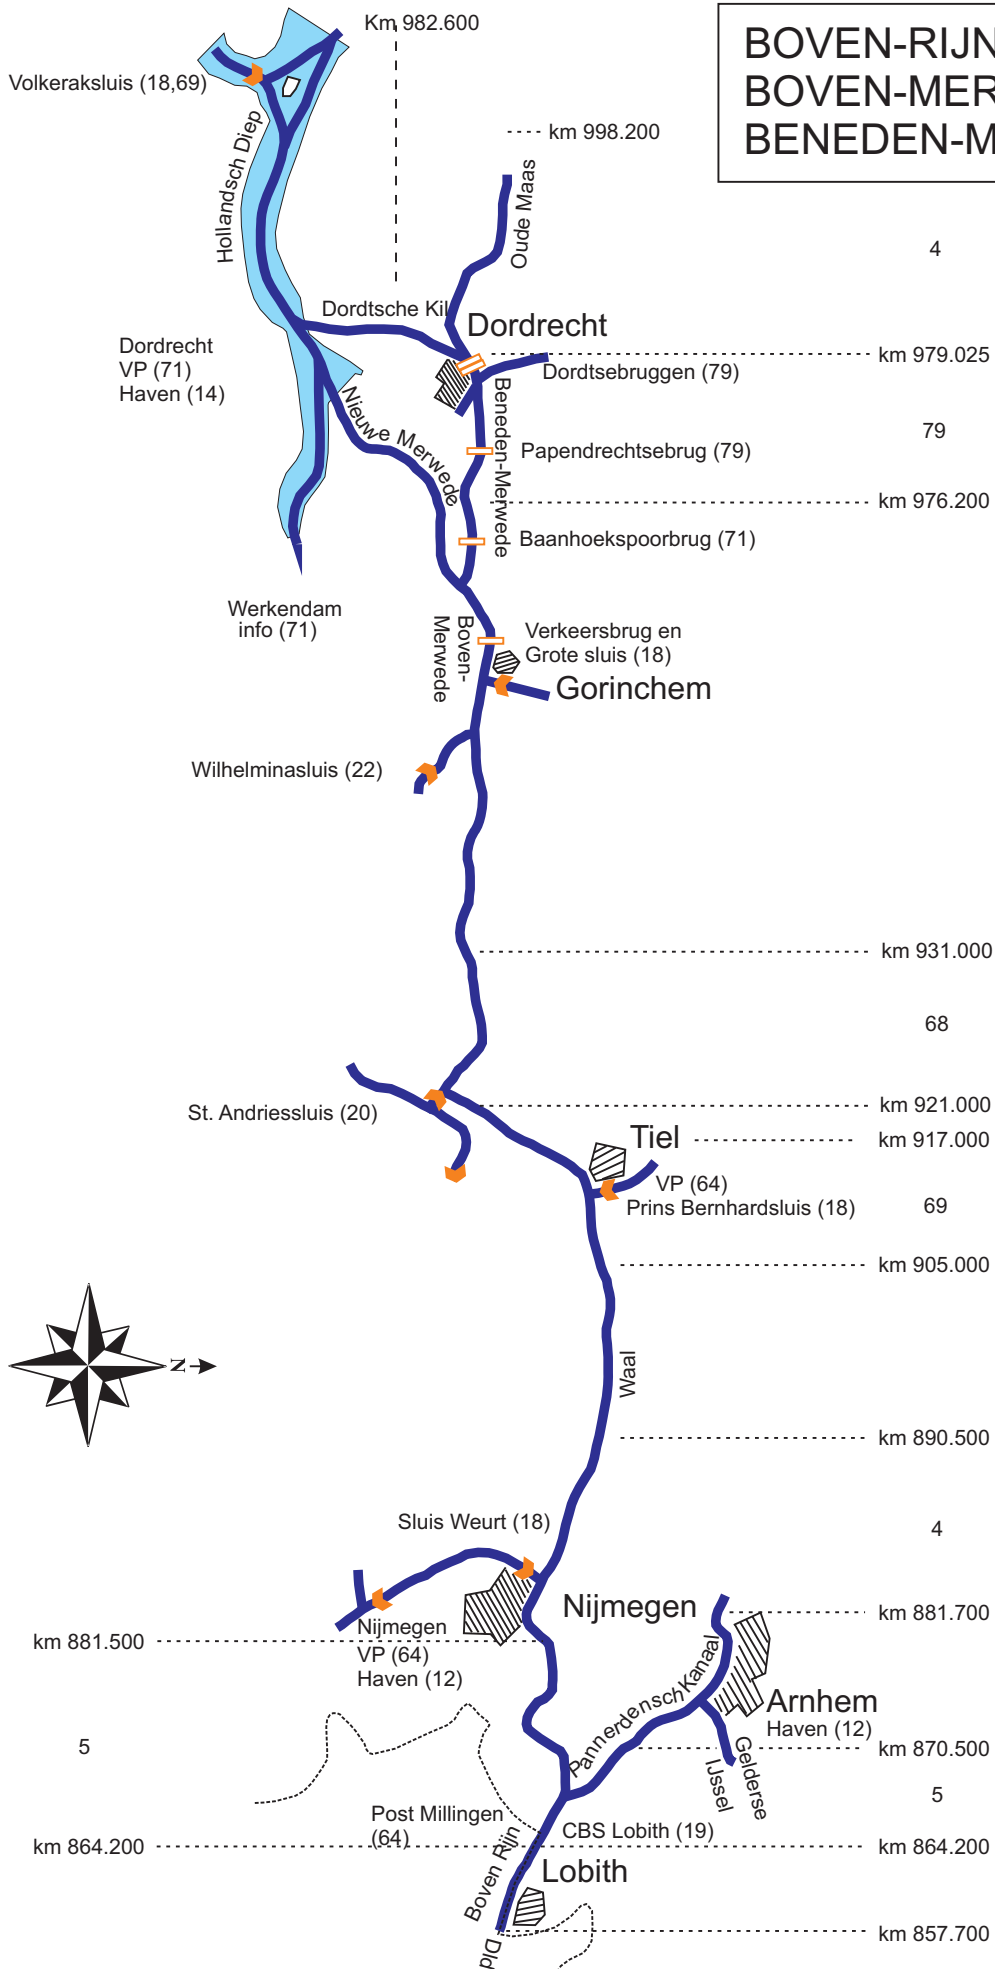 Km 982.600
BOVEN-RIJN
BOVEN-MER
BENEDEN-M
Volkeraksluis (18,69)
km 998.200
Hollandsch Diep
Oude Maas
4
Dordtsche Kil
Dordrecht
Dordrecht
VP (71)
Haven (14)
km 979.025
Dordtsebruggen (79)
Nieuwe Merwede
Beneden-Merwede
79
Papendrechtsebrug (79)
km 976.200
Baanhoekspoorbrug (71)
Werkendam
info (71)
Boven-
Merwede
Verkeersbrug en
Grote sluis (18)
Gorinchem
Wilhelminasluis (22)
km 931.000
68
St. Andriessluis (20)
km 921.000
Tiel
km 917.000
VP (64)
Prins Bernhardsluis (18)
69
km 905.000
N
Waal
km 890.500
Sluis Weurt (18)
4
Nijmegen
km 881.700
Nijmegen
VP (64)
Haven (12)
km 881.500
Pannerdensch Kanaal
Arnhem
Haven (12)
5
km 870.500
Gelderse
IJssel
5
Post Millingen
(64)
CBS Lobith (19)
km 864.200
km 864.200
Boven Rijn
Lobith
km 857.700
Dld